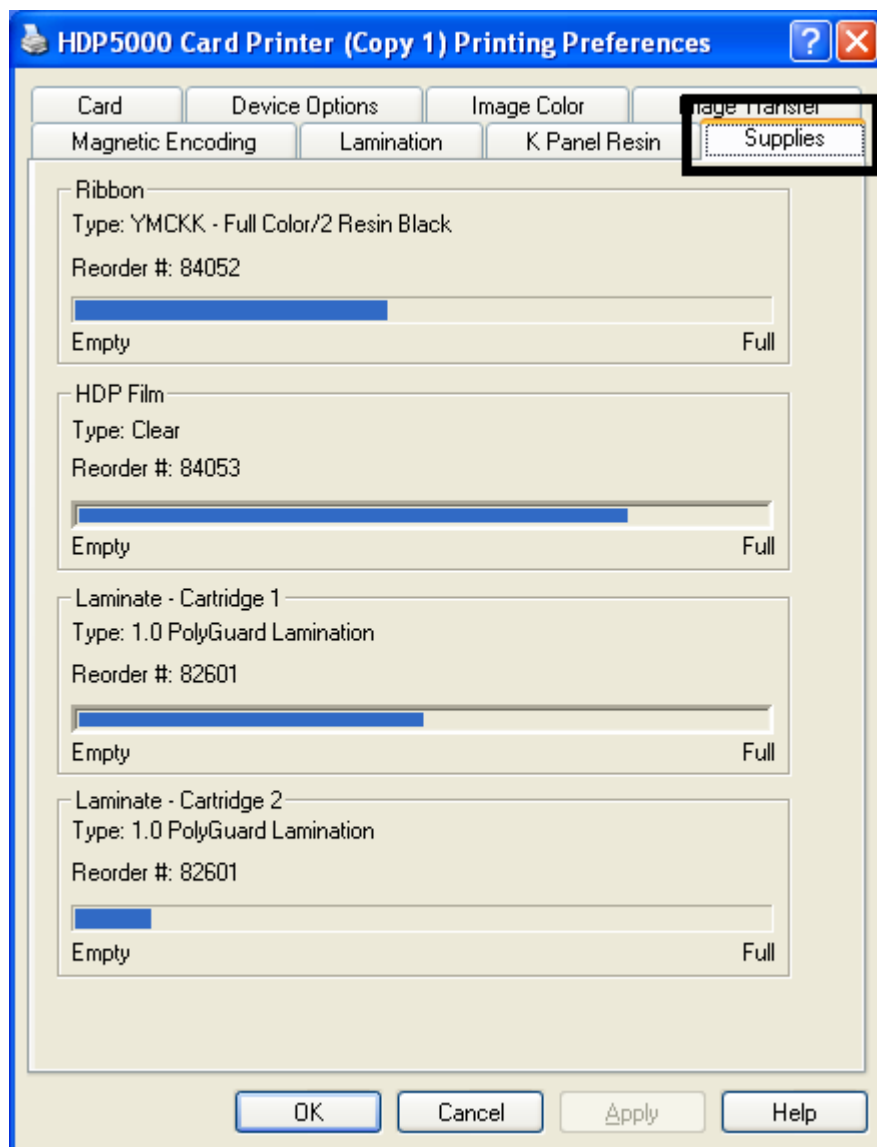 HDP5000 Card Printer (Copy 1) Printing Preferences
Card Device Options Image Color Image Transfer
Magnetic Encoding Lamination K Panel Resin Supplies
Ribbon
Type: YMCKK - Full Color/2 Resin Black
Reorder #: 84052
Empty Full
HDP Film
Type: Clear
Reorder #: 84053
Empty Full
Laminate - Cartridge 1
Type: 1.0 PolyGuard Lamination
Reorder #: 82601
Empty Full
Laminate - Cartridge 2
Type: 1.0 PolyGuard Lamination
Reorder #: 82601
Empty Full
OK Cancel Apply Help